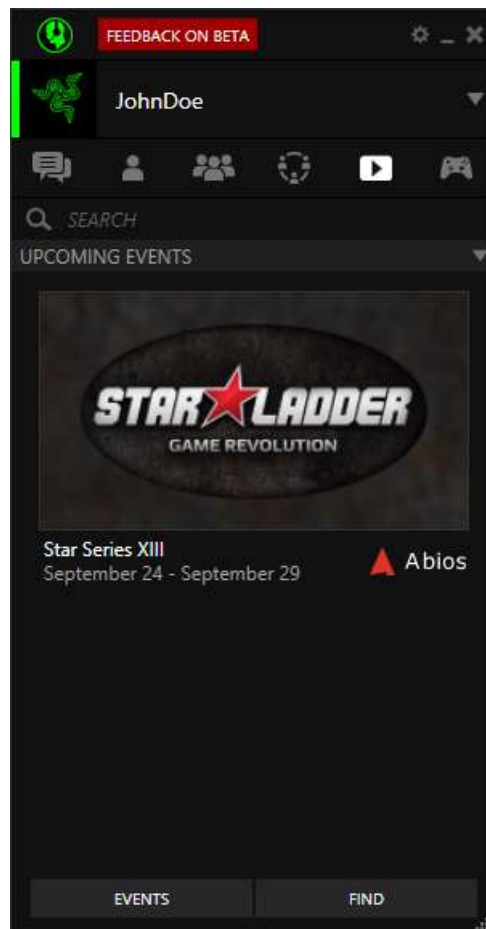 FEEDBACK ON BETA
JohnDoe
SEARCH
UPCOMING EVENTS
STAR LADDER
GAME REVOLUTION
Star Series XIII
September 24 - September 29
Abios
EVENTS
FIND